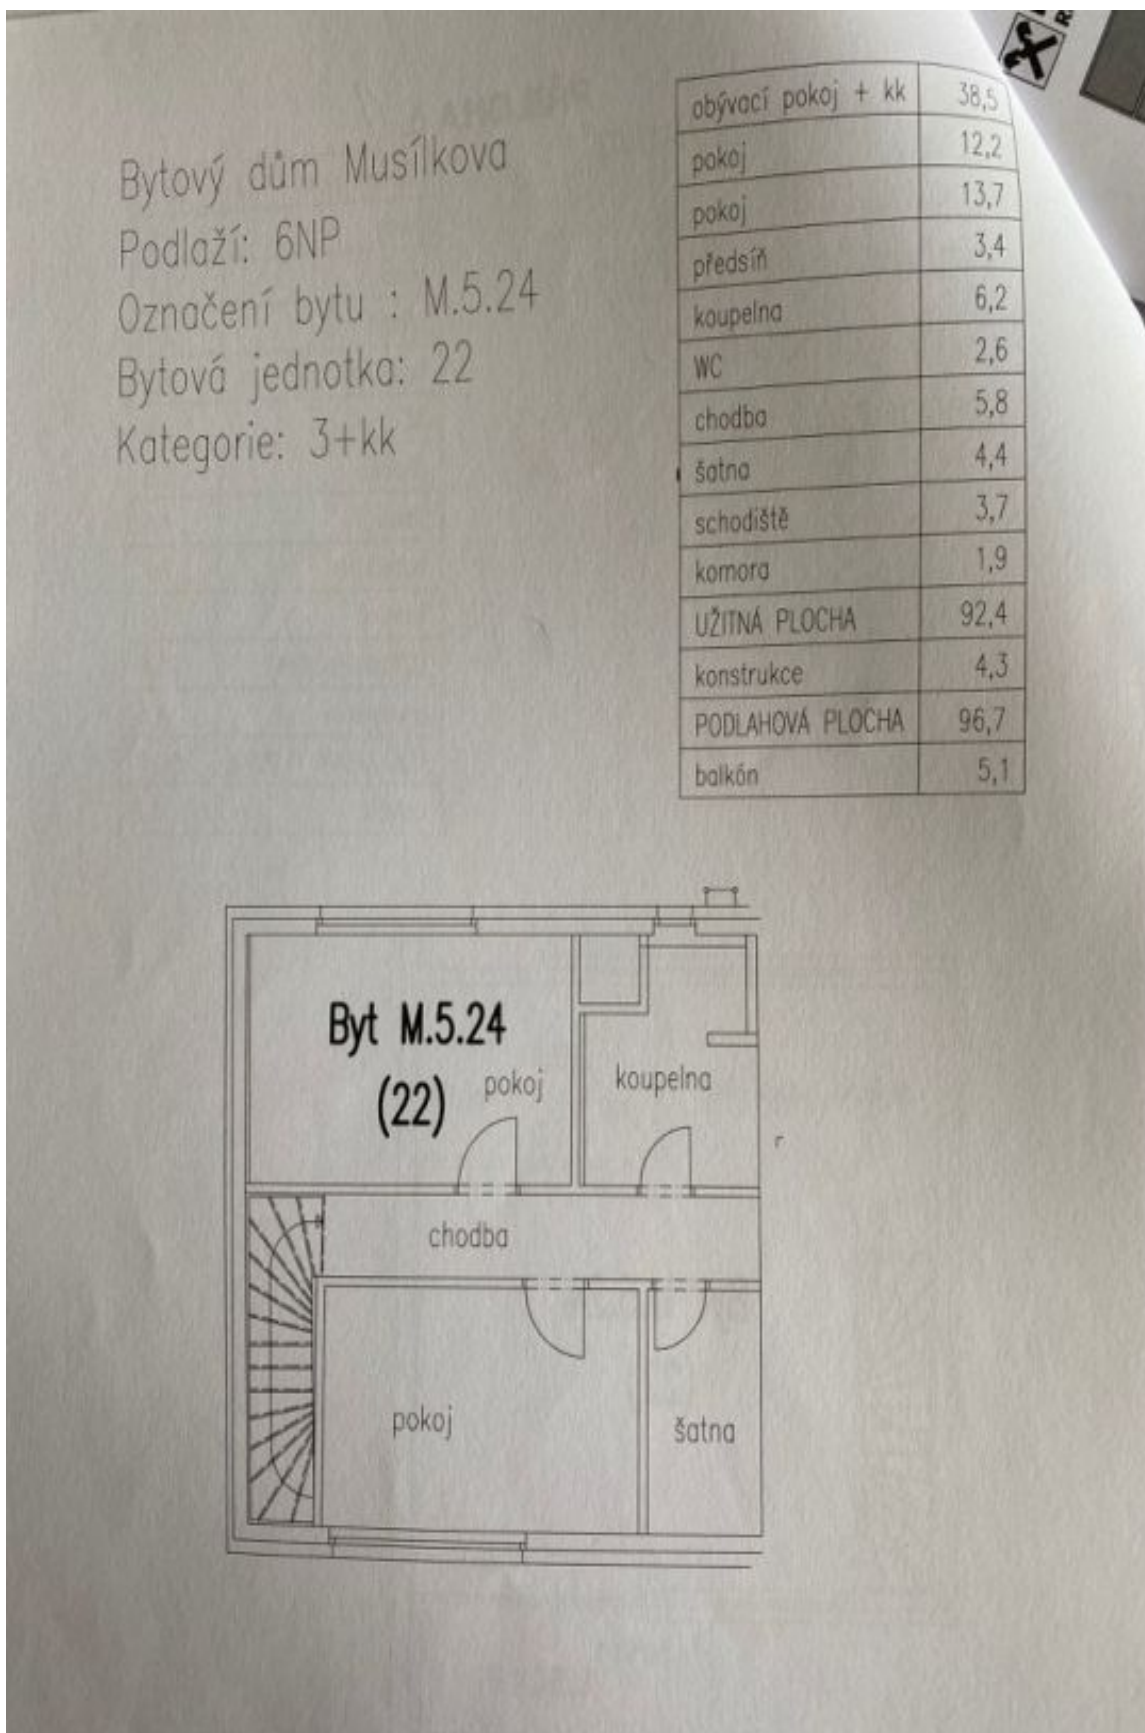 Bytový dům Musílkova
Podlaží: 6NP
Označení bytu : M.5.24
Bytová jednotka: 22
Kategorie: 3+kk
obývací pokoj + kk 38,5
pokoj 12,2
pokoj 13,7
předsíň 3,4
koupelna 6,2
WC 2,6
chodba 5,8
šatna 4,4
schodiště 3,7
komora 1,9
UŽITNÁ PLOCHA 92,4
konstrukce 4,3
PODLAHOVÁ PLOCHA 96,7
balkón 5,1
Byt M.5.24
(22)
pokoj
koupelna
chodba
pokoj
šatna